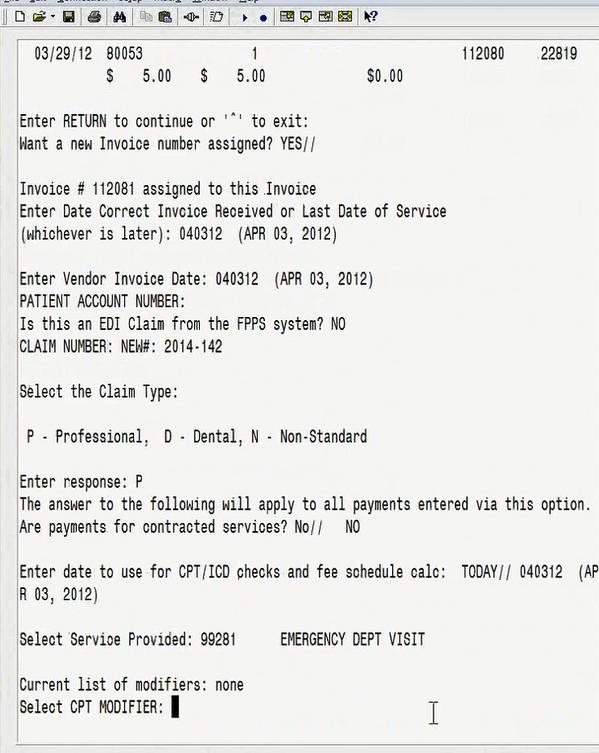 03/29/12 80053 1 112080 22819
$ 5.00 $ 5.00 $0.00
Enter RETURN to continue or '^' to exit:
Want a new Invoice number assigned? YES//
Invoice # 112081 assigned to this Invoice
Enter Date Correct Invoice Received or Last Date of Service
(whichever is later): 040312 (APR 03, 2012)
Enter Vendor Invoice Date: 040312 (APR 03, 2012)
PATIENT ACCOUNT NUMBER:
Is this an EDI Claim from the FPPS system? NO
CLAIM NUMBER: NEW#: 2014-142
Select the Claim Type:
P - Professional, D - Dental, N - Non-Standard
Enter response: P
The answer to the following will apply to all payments entered via this option.
Are payments for contracted services? No// NO
Enter date to use for CPT/ICD checks and fee schedule calc: TODAY// 040312 (AP
R 03, 2012)
Select Service Provided: 99281 EMERGENCY DEPT VISIT
Current list of modifiers: none
Select CPT MODIFIER: